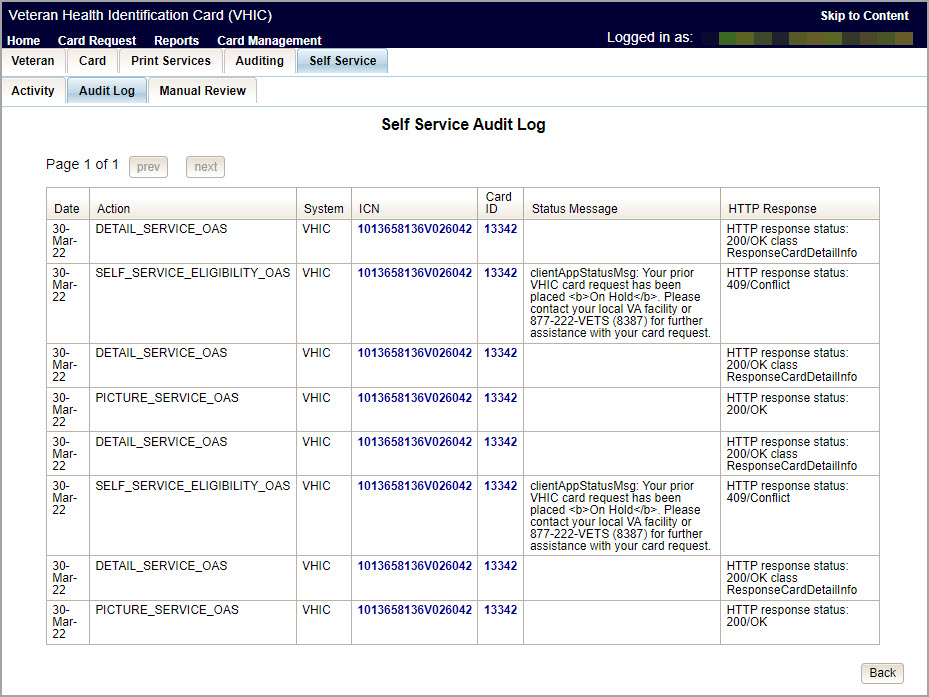 Veteran Health Identification Card (VHIC)
Skip to Content
Home Card Request Reports Card Management
Logged in as:
Veteran Card Print Services Auditing Self Service
Activity Audit Log Manual Review
Self Service Audit Log
Page 1 of 1 prev next
Date Action System ICN Card ID Status Message HTTP Response
30-
Mar-
22
DETAIL_SERVICE_OAS
VHIC
1013658136V026042
13342
HTTP response status:
200/OK class
ResponseCardDetailInfo
30-
Mar-
22
SELF_SERVICE_ELIGIBILITY_OAS
VHIC
1013658136V026042
13342
clientAppStatusMsg: Your prior
VHIC card request has been
placed <b>On Hold</b>. Please
contact your local VA facility or
877-222-VETS (8387) for further
assistance with your card request.
HTTP response status:
409/Conflict
30-
Mar-
22
DETAIL_SERVICE_OAS
VHIC
1013658136V026042
13342
HTTP response status:
200/OK class
ResponseCardDetailInfo
30-
Mar-
22
PICTURE_SERVICE_OAS
VHIC
1013658136V026042
13342
HTTP response status:
200/OK
30-
Mar-
22
DETAIL_SERVICE_OAS
VHIC
1013658136V026042
13342
HTTP response status:
200/OK class
ResponseCardDetailInfo
30-
Mar-
22
SELF_SERVICE_ELIGIBILITY_OAS
VHIC
1013658136V026042
13342
clientAppStatusMsg: Your prior
VHIC card request has been
placed <b>On Hold</b>. Please
contact your local VA facility or
877-222-VETS (8387) for further
assistance with your card request.
HTTP response status:
409/Conflict
30-
Mar-
22
DETAIL_SERVICE_OAS
VHIC
1013658136V026042
13342
HTTP response status:
200/OK class
ResponseCardDetailInfo
30-
Mar-
22
PICTURE_SERVICE_OAS
VHIC
1013658136V026042
13342
HTTP response status:
200/OK
Back